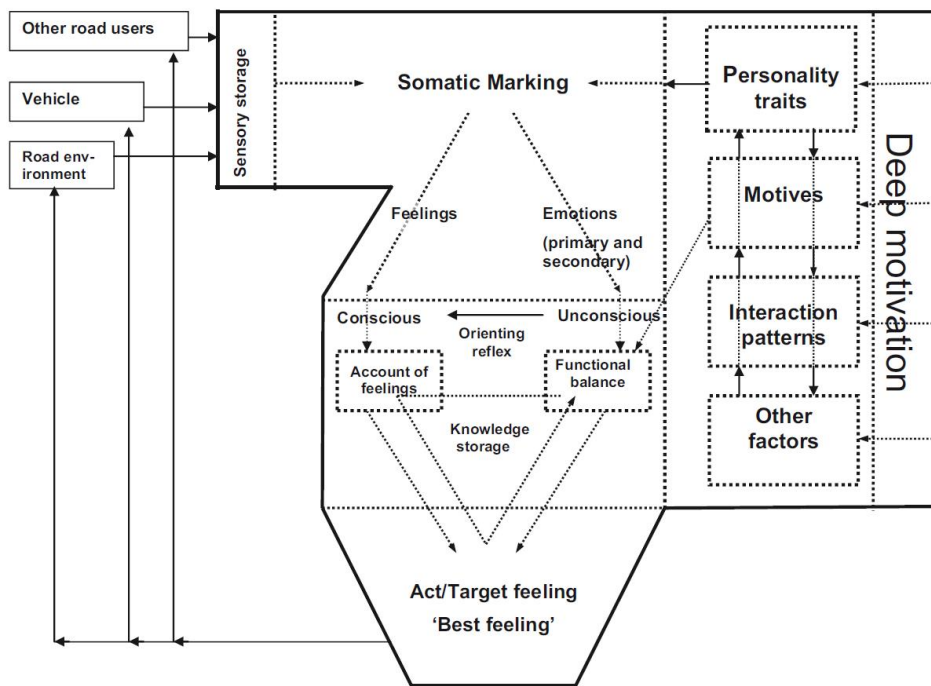 Other road users
Vehicle
Road env-
ironment
Sensory storage
Somatic Marking
Feelings
Emotions
(primary and
secondary)
Conscious
Unconscious
Orienting
reflex
Account of
feelings
Functional
balance
Knowledge
storage
Act/Target feeling
‘Best feeling’
Personality
traits
Motives
Interaction
patterns
Other
factors
Deep motivation